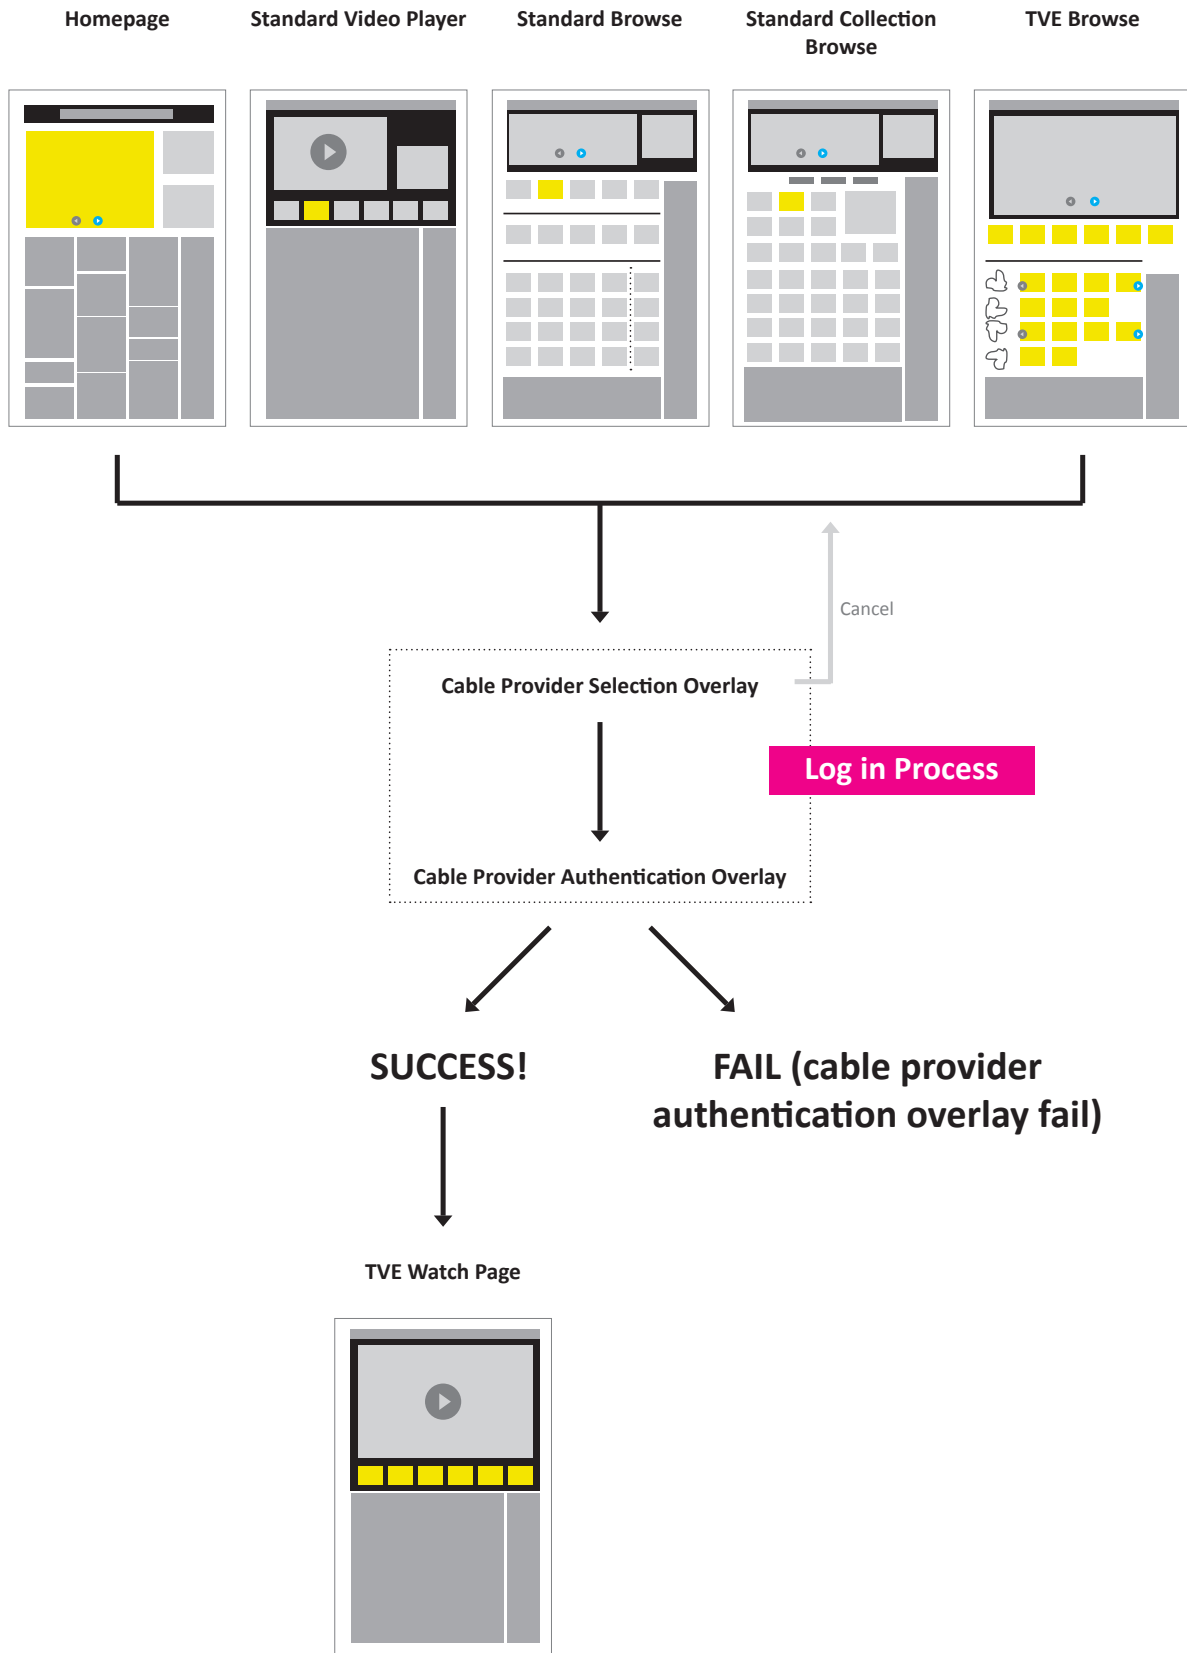 Homepage
Standard Video Player
Standard Browse
Standard Collection
Browse
TVE Browse
Cancel
Cable Provider Selection Overlay
Log in Process
Cable Provider Authentication Overlay
SUCCESS!
FAIL (cable provider
authentication overlay fail)
TVE Watch Page